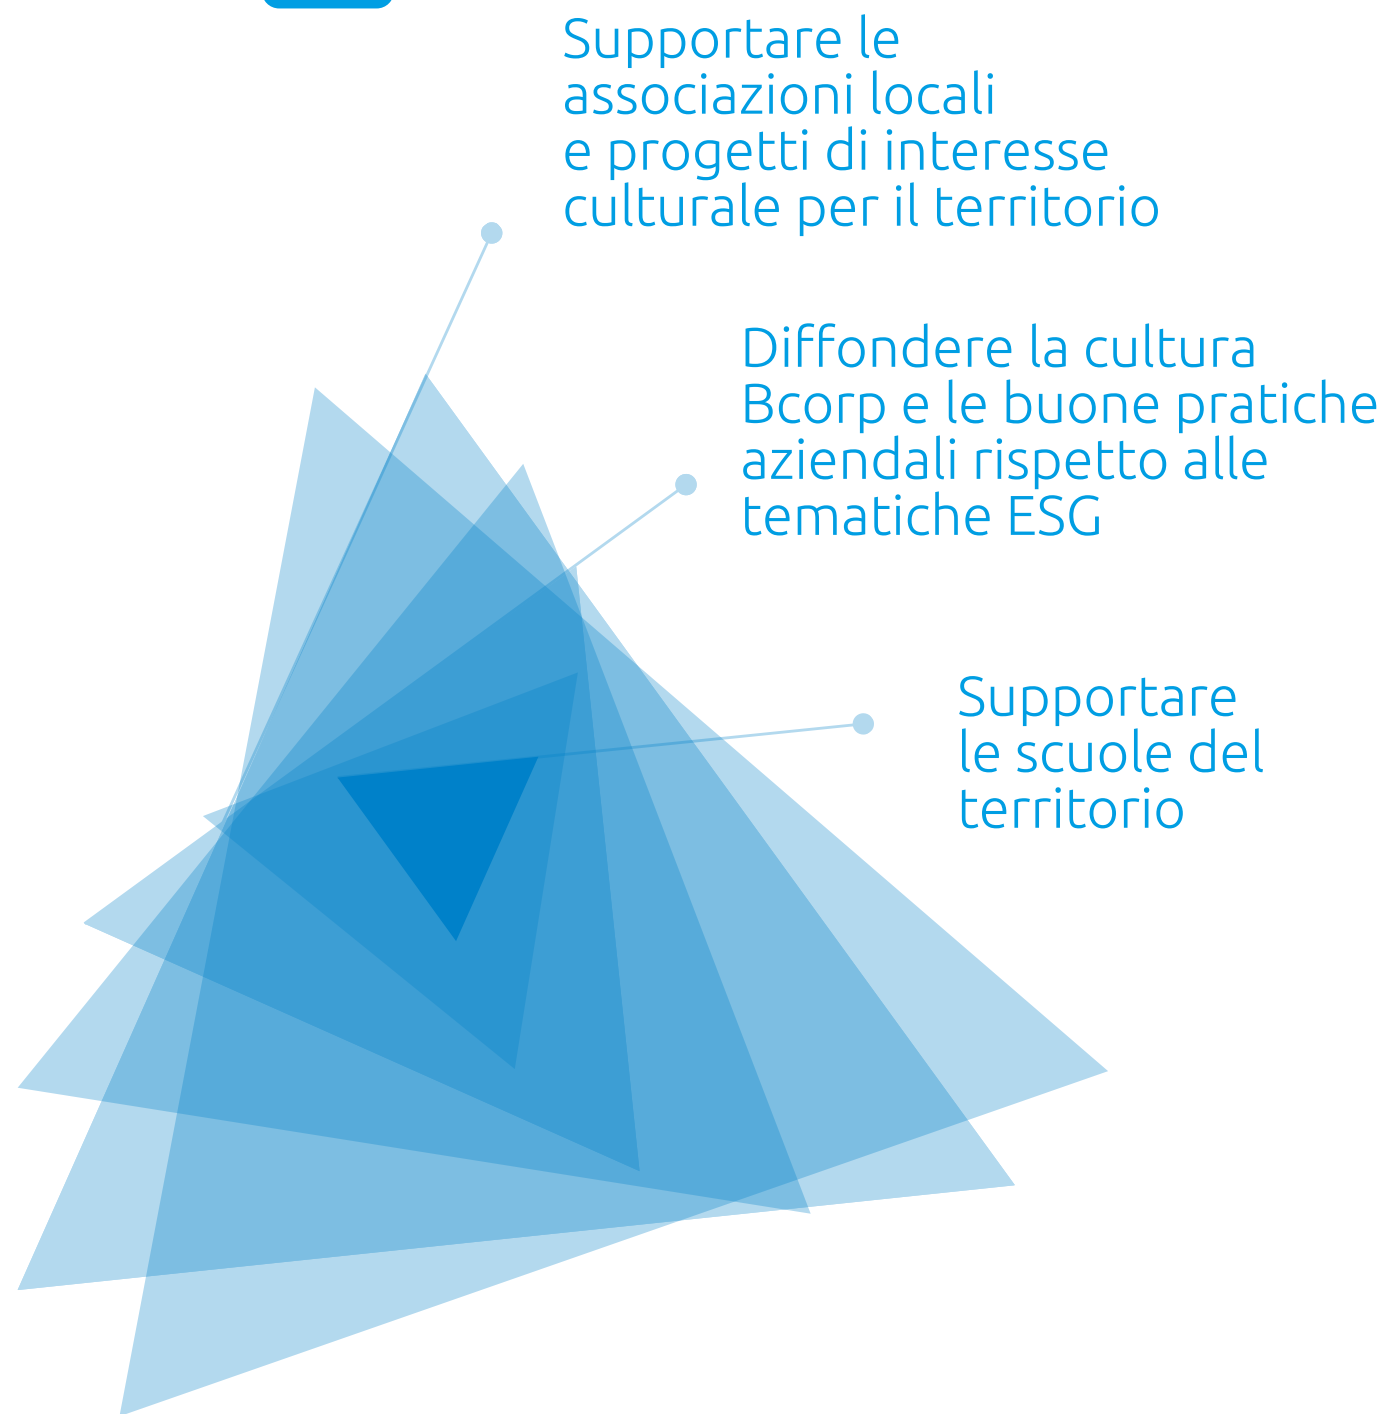 Supportare le
associazioni locali
e progetti di interesse
culturale per il territorio
Diffondere la cultura
Bcorp e le buone pratiche
aziendali rispetto alle
tematiche ESG
Supportare
le scuole del
territorio